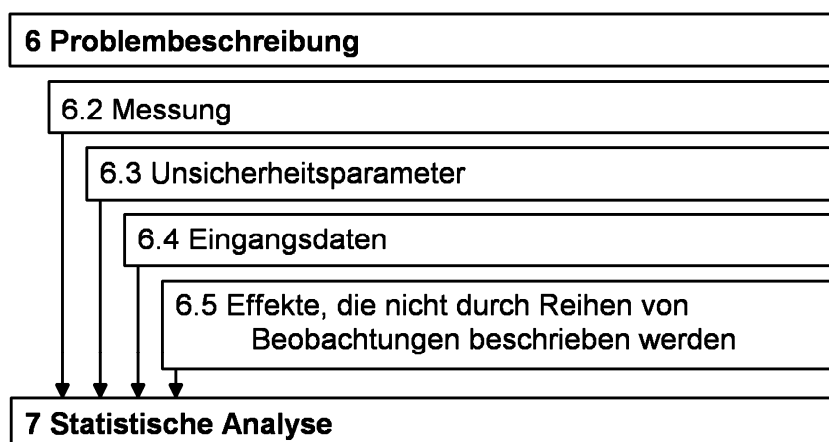 6 Problembeschreibung
6.2 Messung
6.3 Unsicherheitsparameter
6.4 Eingangsdaten
6.5 Effekte, die nicht durch Reihen von
Beobachtungen beschrieben werden
7 Statistische Analyse